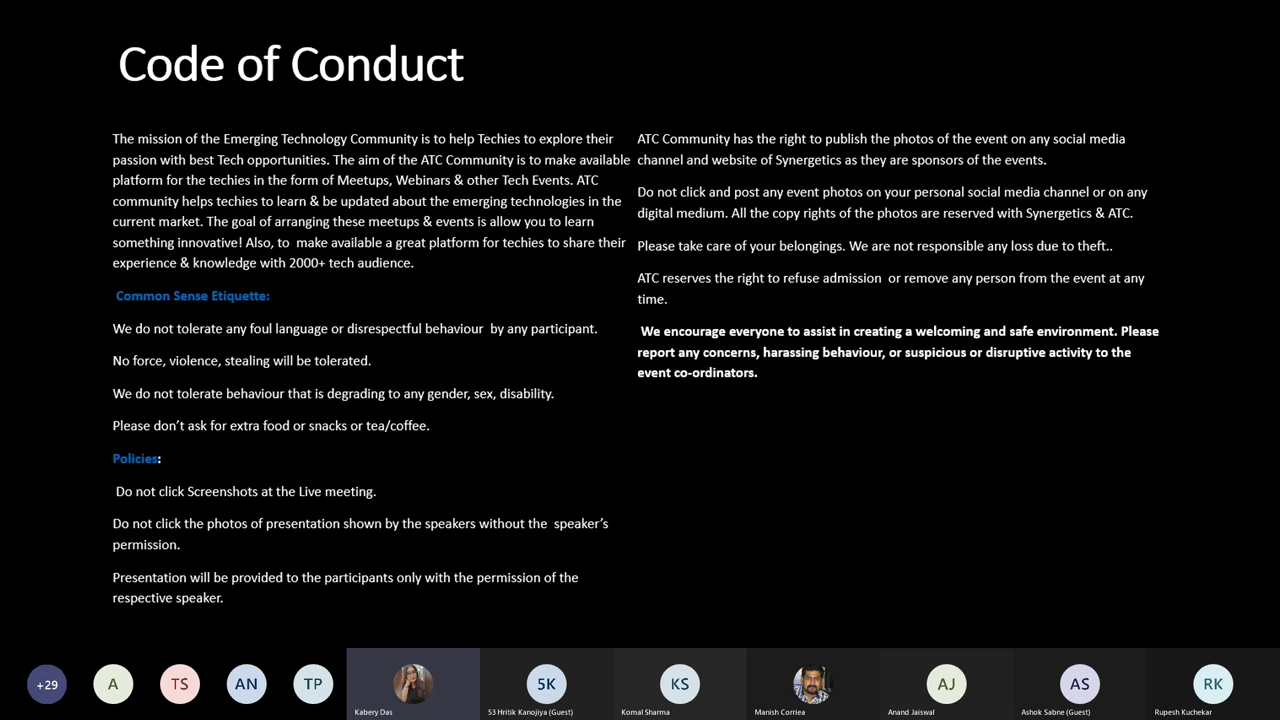 Code of Conduct
The mission of the Emerging Technology Community is to help Techies to explore their
passion with best Tech opportunities. The aim of the ATC Community is to make available
platform for the techies in the form of Meetups, Webinars & other Tech Events. ATC
community helps techies to learn & be updated about the emerging technologies in the
current market. The goal of arranging these meetups & events is allow you to learn
something innovative! Also, to  make available a great platform for techies to share their
experience & knowledge with 2000+ tech audience.
Common Sense Etiquette:
We do not tolerate any foul language or disrespectful behaviour  by any participant.
No force, violence, stealing will be tolerated.
We do not tolerate behaviour that is degrading to any gender, sex, disability.
Please don't ask for extra food or snacks or tea/coffee.
Policies:
Do not click Screenshots at the Live meeting.
Do not click the photos of presentation shown by the speakers without the  speaker's
permission.
Presentation will be provided to the participants only with the permission of the
respective speaker.
ATC Community has the right to publish the photos of the event on any social media
channel and website of Synergetics as they are sponsors of the events.
Do not click and post any event photos on your personal social media channel or on any
digital medium. All the copy rights of the photos are reserved with Synergetics & ATC.
Please take care of your belongings. We are not responsible any loss due to theft..
ATC reserves the right to refuse admission  or remove any person from the event at any
time.
We encourage everyone to assist in creating a welcoming and safe environment. Please
report any concerns, harassing behaviour, or suspicious or disruptive activity to the
event co-ordinators.
+29
A
TS
AN
TP
Kabery Das
5K
53 Hritik Kanojiya (Guest)
KS
Komal Sharma
Manish Corriea
AJ
Anand Jaiswal
AS
Ashok Sabne (Guest)
RK
Rupesh Kuchekar